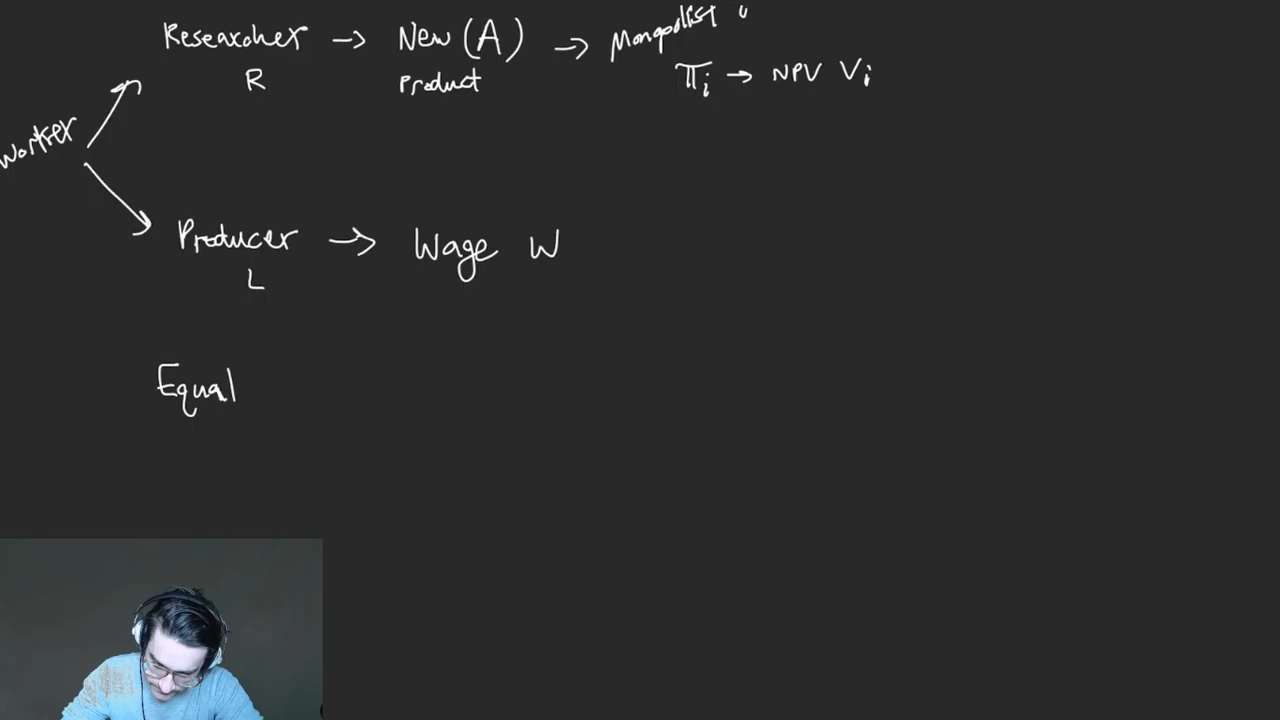 Researcher → New (A) → Monopolist
R Product πi → NPV Vi
Worker
Producer → Wage W
L
Equal